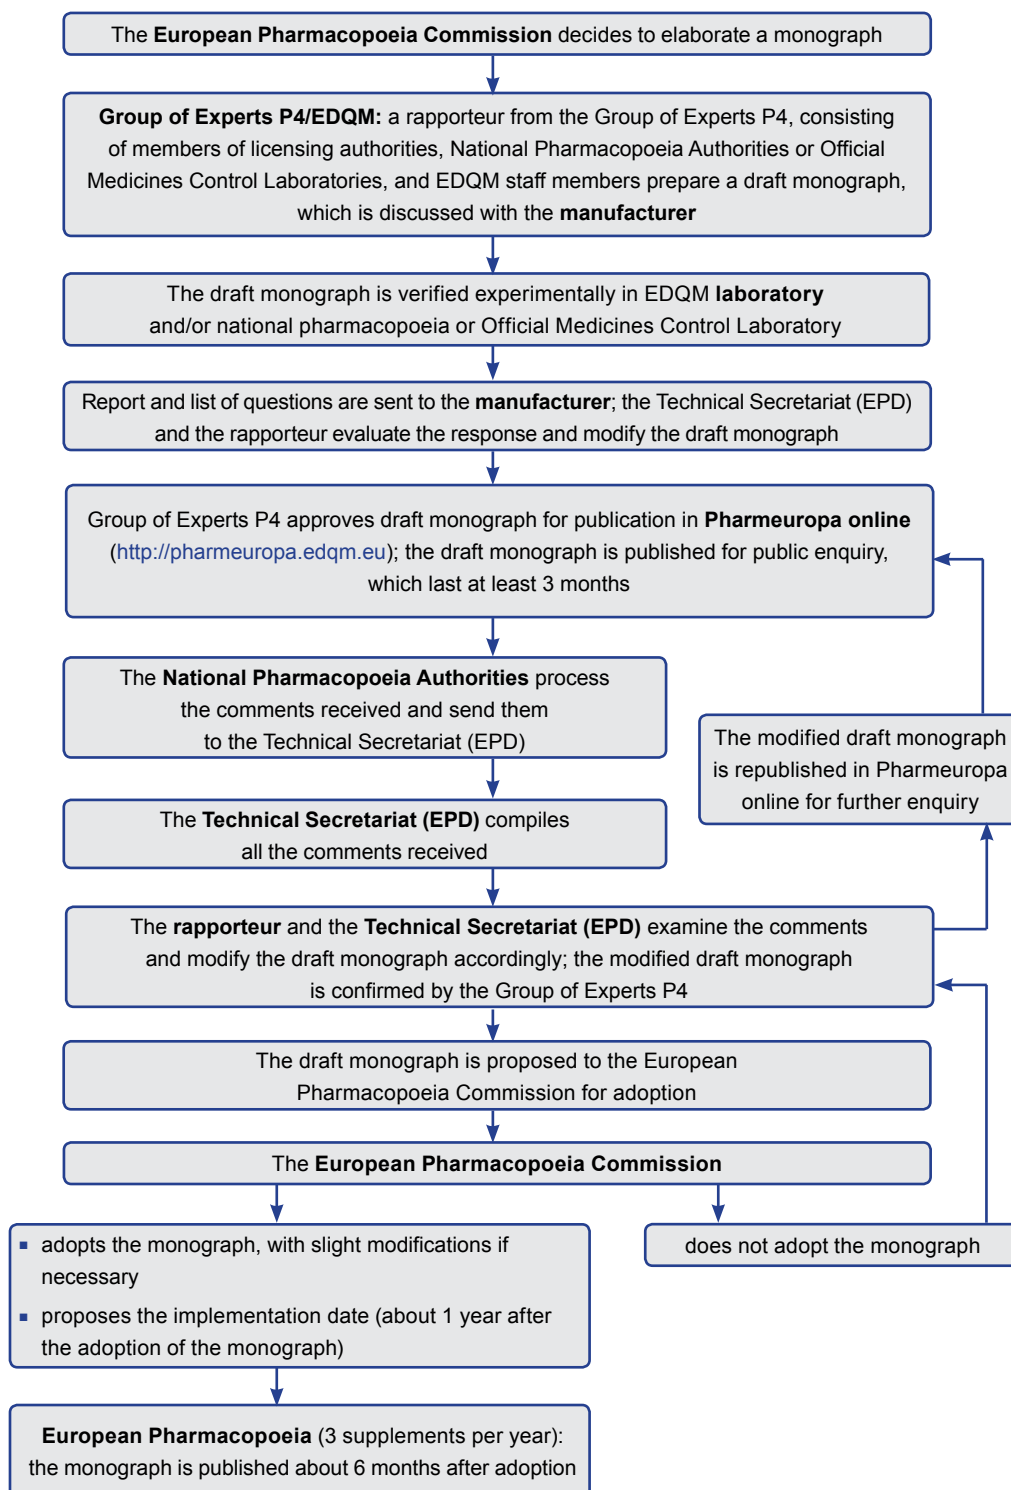 The European Pharmacopoeia Commission decides to elaborate a monograph
Group of Experts P4/EDQM: a rapporteur from the Group of Experts P4, consisting
of members of licensing authorities, National Pharmacopoeia Authorities or Official
Medicines Control Laboratories, and EDQM staff members prepare a draft monograph,
which is discussed with the manufacturer
The draft monograph is verified experimentally in EDQM laboratory
and/or national pharmacopoeia or Official Medicines Control Laboratory
Report and list of questions are sent to the manufacturer; the Technical Secretariat (EPD)
and the rapporteur evaluate the response and modify the draft monograph
Group of Experts P4 approves draft monograph for publication in Pharmeuropa online
(http://pharmeuropa.edqm.eu); the draft monograph is published for public enquiry,
which last at least 3 months
The National Pharmacopoeia Authorities process
the comments received and send them
to the Technical Secretariat (EPD)
The modified draft monograph
is republished in Pharmeuropa
online for further enquiry
The Technical Secretariat (EPD) compiles
all the comments received
The rapporteur and the Technical Secretariat (EPD) examine the comments
and modify the draft monograph accordingly; the modified draft monograph
is confirmed by the Group of Experts P4
The draft monograph is proposed to the European
Pharmacopoeia Commission for adoption
The European Pharmacopoeia Commission
▪ adopts the monograph, with slight modifications if
necessary
▪ proposes the implementation date (about 1 year after
the adoption of the monograph)
does not adopt the monograph
European Pharmacopoeia (3 supplements per year):
the monograph is published about 6 months after adoption